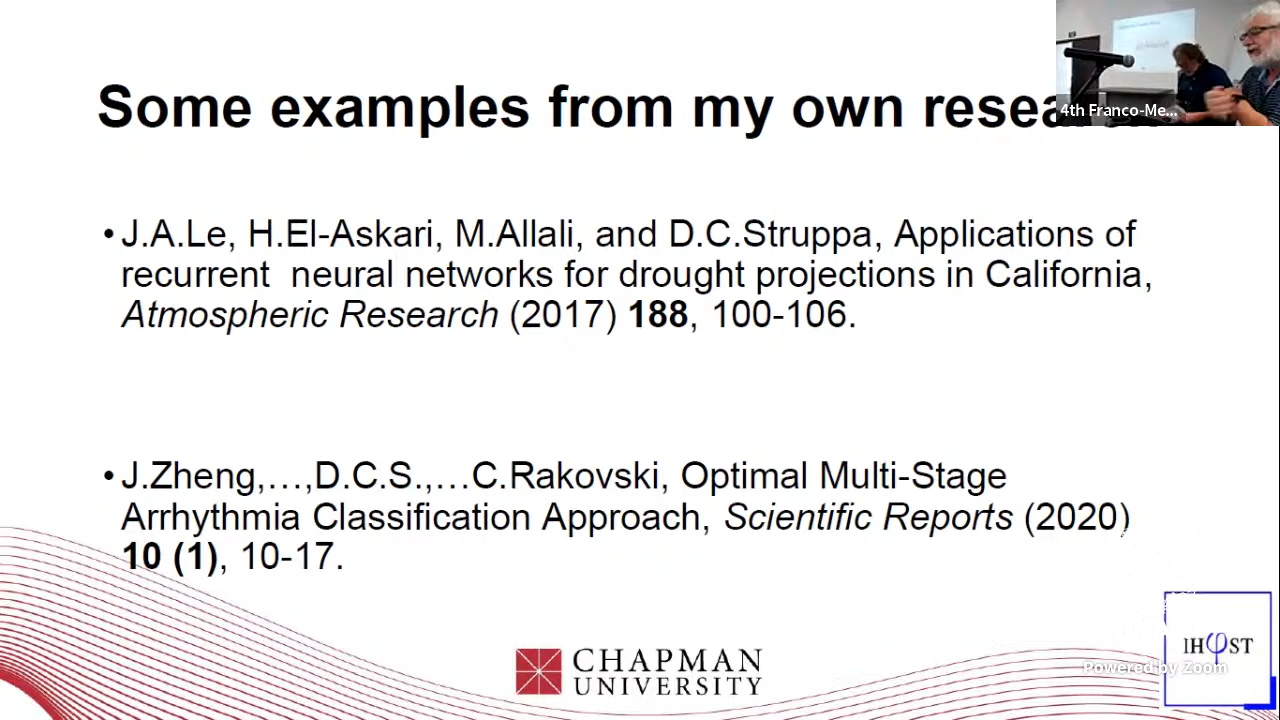 Some examples from my own resea
4th Franco-Me...
• J.A.Le, H.El-Askari, M.Allali, and D.C.Struppa, Applications of
recurrent neural networks for drought projections in California,
Atmospheric Research (2017) 188, 100-106.
• J.Zheng,…,D.C.S.,…C.Rakovski, Optimal Multi-Stage
Arrhythmia Classification Approach, Scientific Reports (2020)
10 (1), 10-17.
CHAPMAN
UNIVERSITY
IHφST
Powered by Zoom